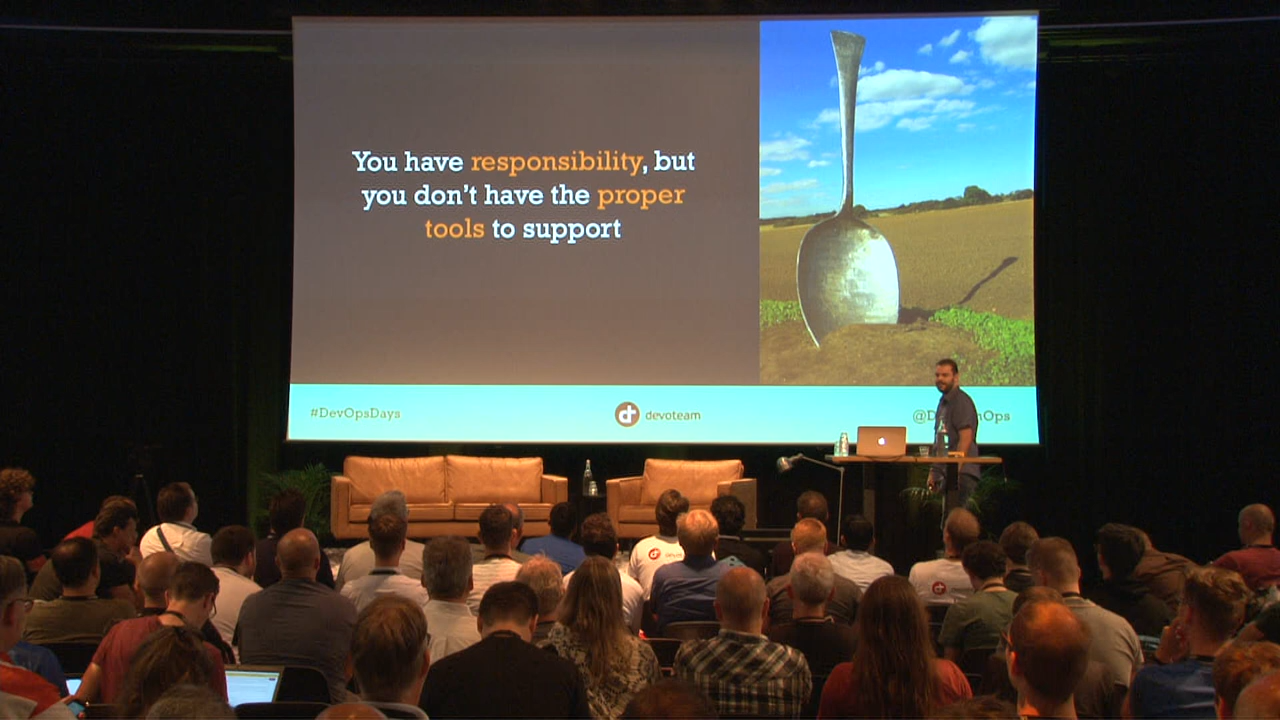 You have responsibility, but
you don't have the proper
tools to support
#DevOpsDays
devoteam